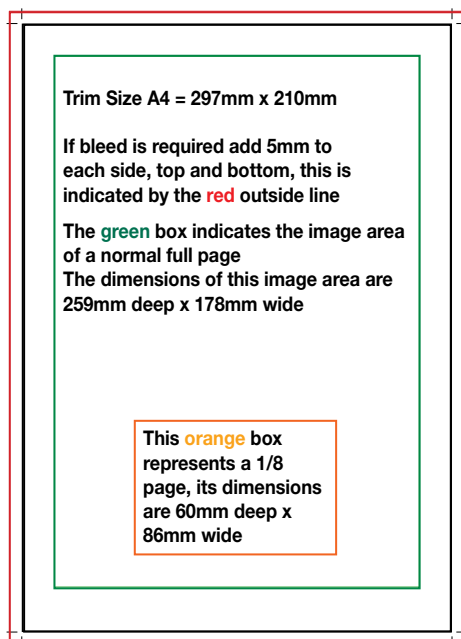 Trim Size A4 = 297mm x 210mm
If bleed is required add 5mm to
each side, top and bottom, this is
indicated by the red outside line
The green box indicates the image area
of a normal full page
The dimensions of this image area are
259mm deep x 178mm wide
This orange box
represents a 1/8
page, its dimensions
are 60mm deep x
86mm wide